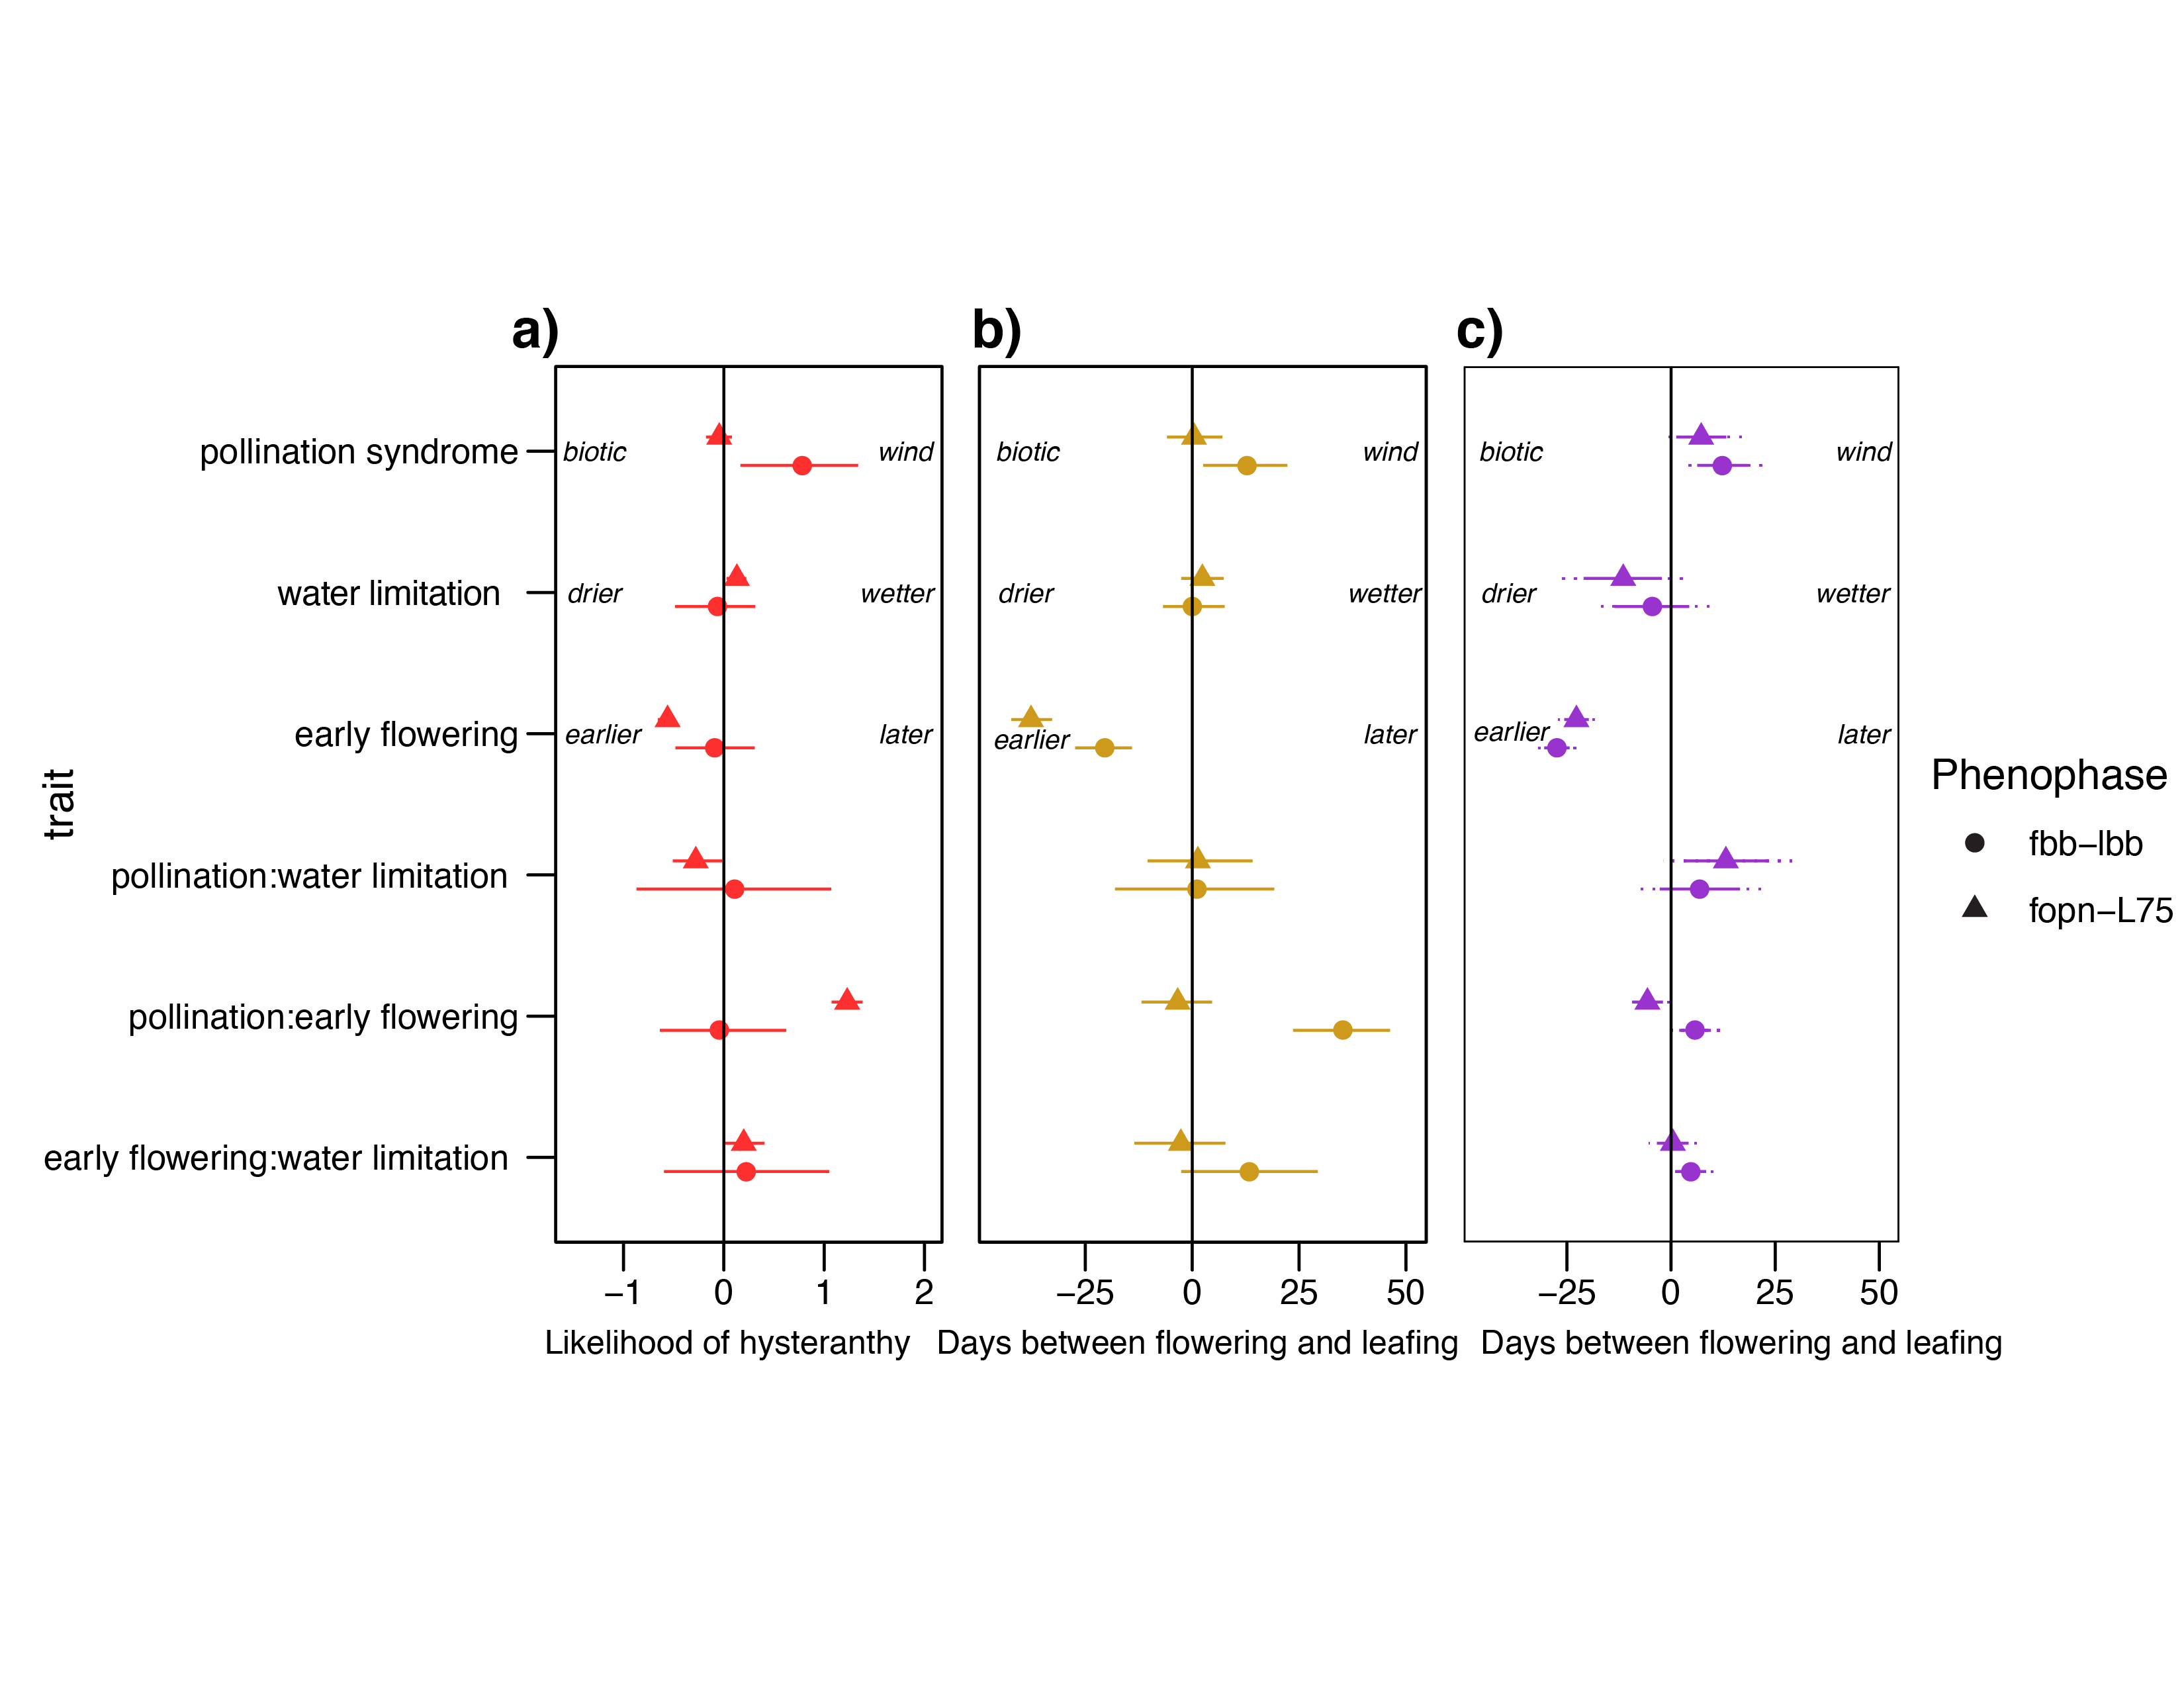 a) b) c)
pollination syndrome biotic wind biotic wind biotic wind
water limitation drier wetter drier wetter drier wetter
early flowering earlier later earlier later earlier later
trait
Phenophase
fbb–lbb
fopn–L75
pollination:water limitation
pollination:early flowering
early flowering:water limitation
−1 0 1 2 −25 0 25 50 −25 0 25 50
Likelihood of hysteranthy Days between flowering and leafing Days between flowering and leafing